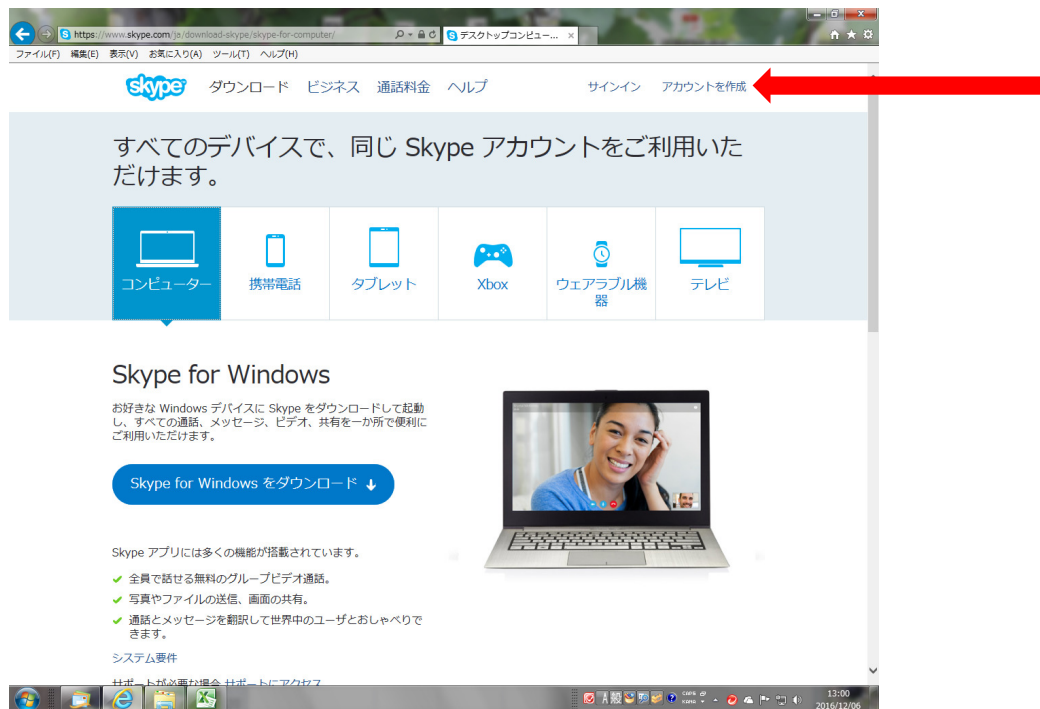 https://www.skype.com/ja/download-skype/skype-for-computer/
デスクトップコンピュー...
ファイル(F) 編集(E) 表示(V) お気に入り(A) ツール(T) ヘルプ(H)
skype ダウンロード ビジネス 通話料金 ヘルプ サインイン アカウントを作成
すべてのデバイスで、同じ Skype アカウントをご利用いた
だけます。
コンピューター 携帯電話 タブレット Xbox ウェアラブル機 テレビ
器
Skype for Windows
お好きな Windows デバイスに Skype をダウンロードして起動
し、すべての通話、メッセージ、ビデオ、共有を一か所で便利に
ご利用いただけます。
Skype for Windows をダウンロード
Skype アプリには多くの機能が搭載されています。
全員で話せる無料のグループビデオ通話。
写真やファイルの送信、画面の共有。
通話とメッセージを翻訳して世界中のユーザとおしゃべりで
きます。
システム要件
サポートが必要な場合 サポートにアクセス
A 般 CAPS KANA 13:00
2016/12/06